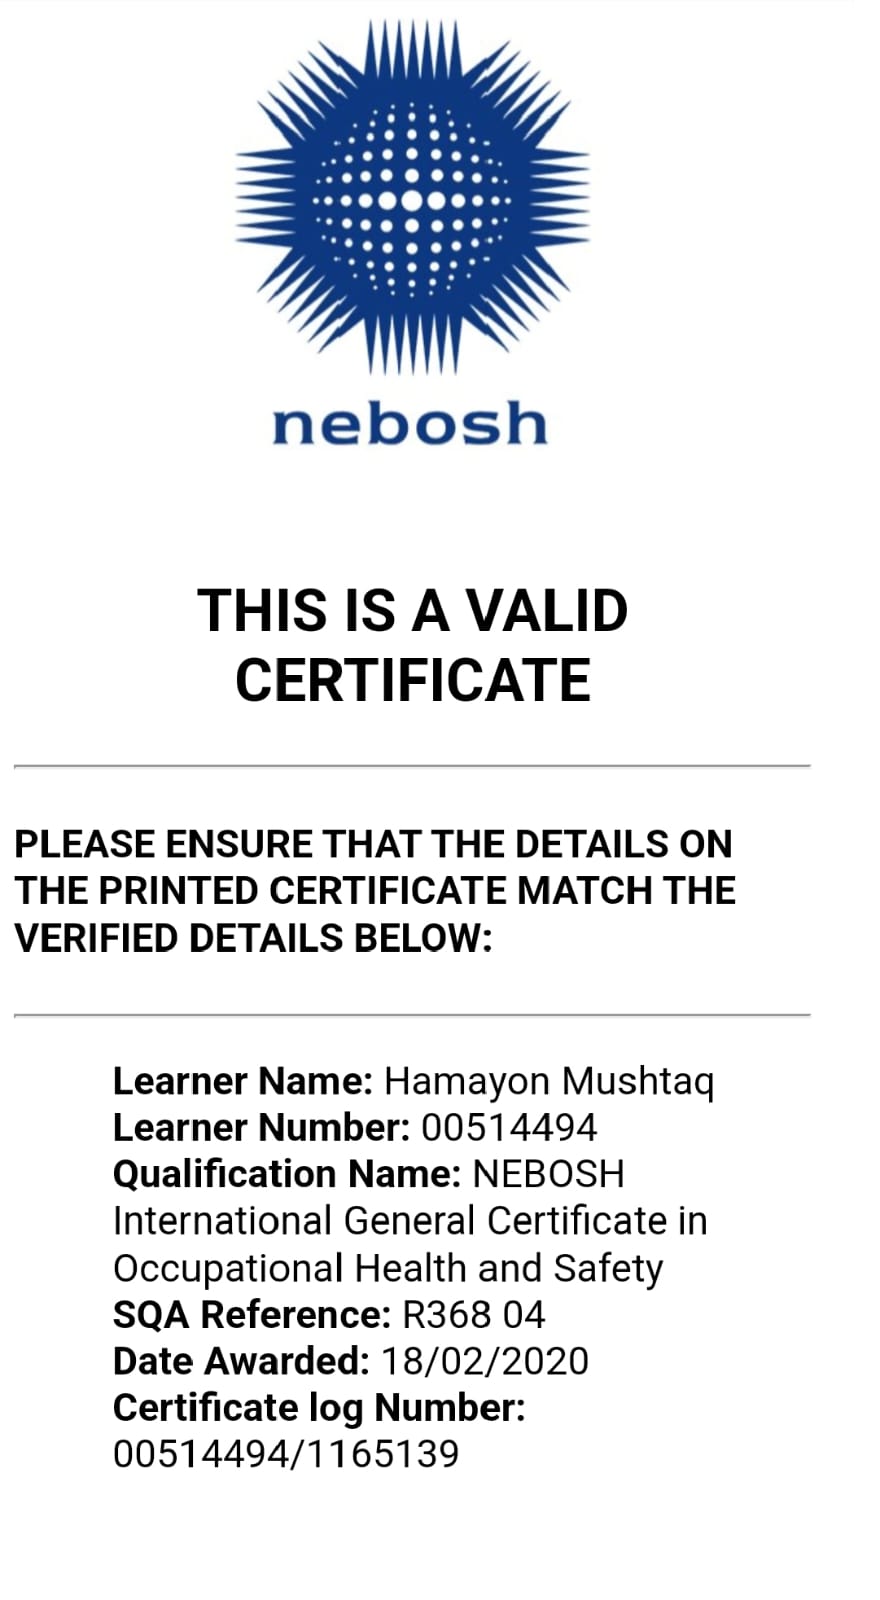 nebosh
THIS IS A VALID
CERTIFICATE
PLEASE ENSURE THAT THE DETAILS ON
THE PRINTED CERTIFICATE MATCH THE
VERIFIED DETAILS BELOW:
Learner Name: Hamayon Mushtaq
Learner Number: 00514494
Qualification Name: NEBOSH
International General Certificate in
Occupational Health and Safety
SQA Reference: R368 04
Date Awarded: 18/02/2020
Certificate log Number:
00514494/1165139